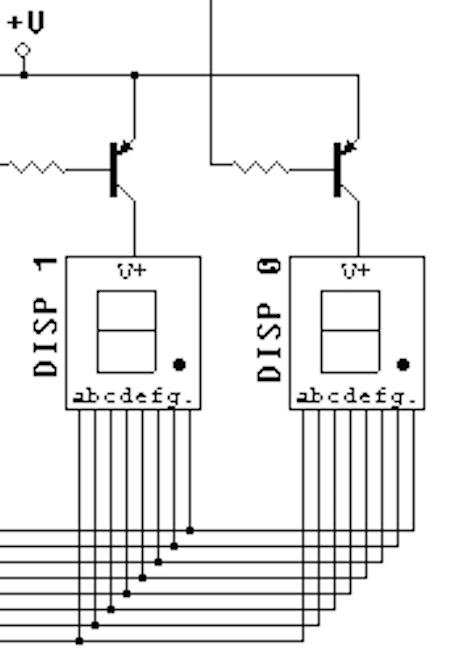 +V
DISP 1
V+
abcdefg.
DISP 0
V+
abcdefg.